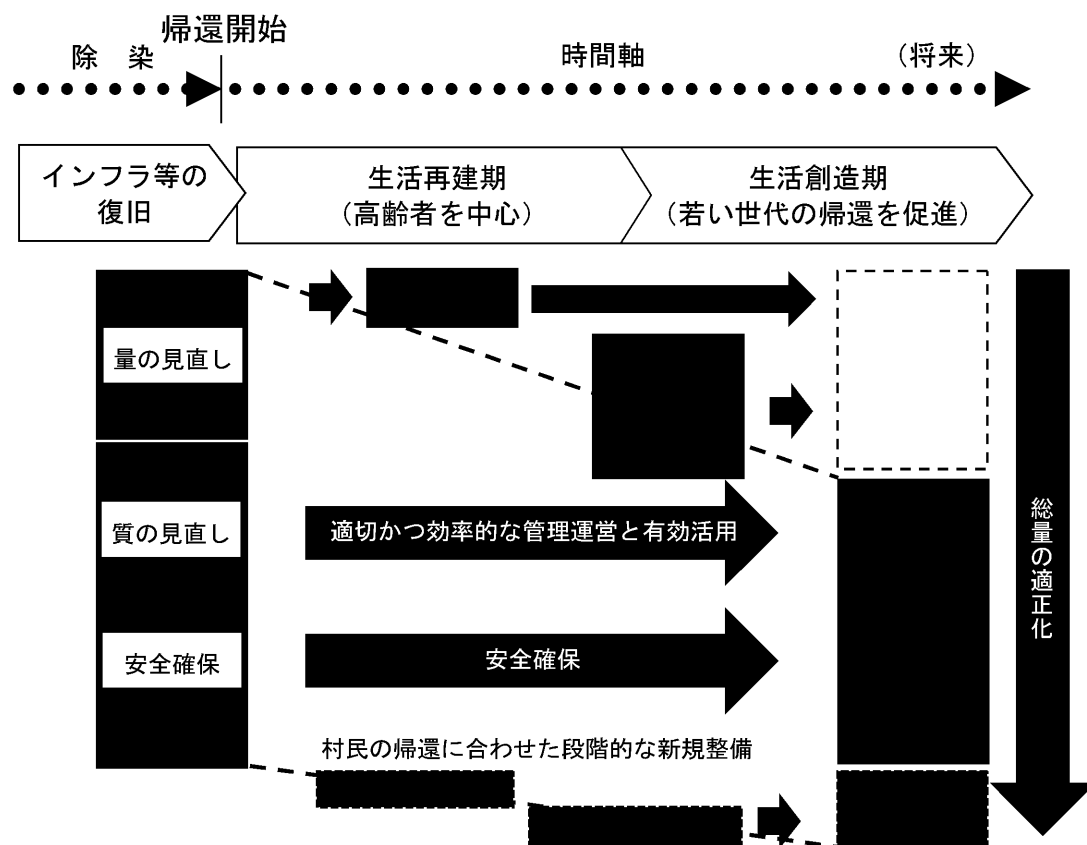 帰還開始
除 染
時間軸
(将来)
インフラ等の
復旧
生活再建期
(高齢者を中心)
生活創造期
(若い世代の帰還を促進)
量の見直し
質の見直し
適切かつ効率的な管理運営と有効活用
総量の適正化
安全確保
安全確保
村民の帰還に合わせた段階的な新規整備